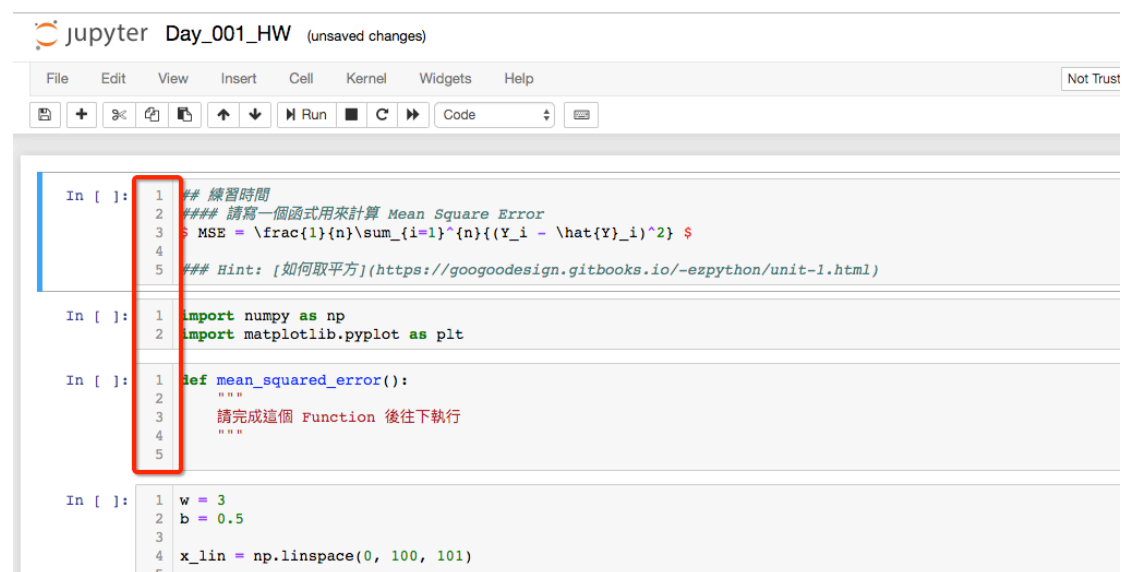 jupyter Day_001_HW (unsaved changes)
File Edit View Insert Cell Kernel Widgets Help Not Trust
Run Code
In [ ]: 1 ## 練習時間
2 #### 請寫一個函式用來計算 Mean Square Error
3 $ MSE = \frac{1}{n}\sum_{i=1}^{n}{(Y_i - \hat{Y}_i)^2} $
4
5 ### Hint: [如何取平方](https://googoodesign.gitbooks.io/-ezpython/unit-1.html)
In [ ]: 1 import numpy as np
2 import matplotlib.pyplot as plt
In [ ]: 1 def mean_squared_error():
2 """
3 請完成這個 Function 後往下執行
4 """
5
In [ ]: 1 w = 3
2 b = 0.5
3
4 x_lin = np.linspace(0, 100, 101)